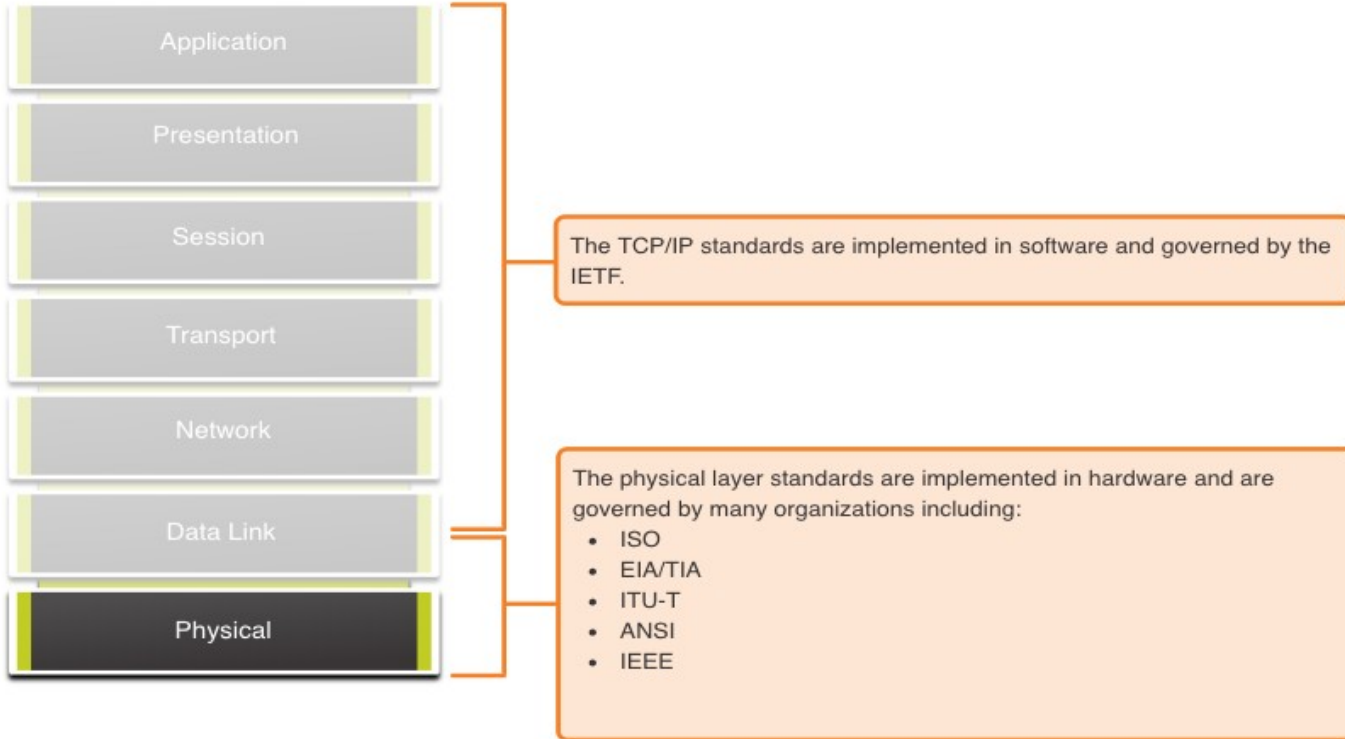 Application
Presentation
Session
Transport
Network
Data Link
Physical
The TCP/IP standards are implemented in software and governed by the
IETF.
The physical layer standards are implemented in hardware and are
governed by many organizations including:
• ISO
• EIA/TIA
• ITU-T
• ANSI
• IEEE